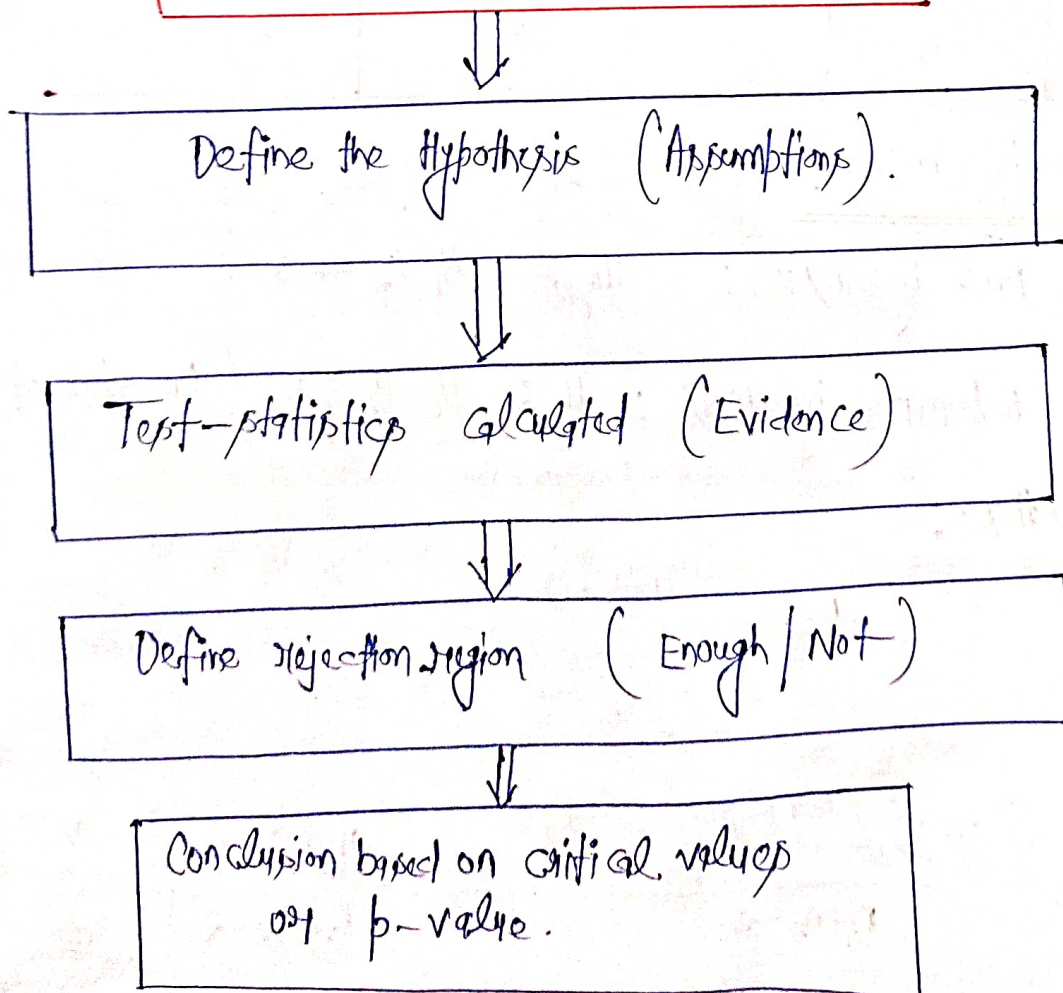 Define the Hypothesis (Assumptions).
Test-statistics calculated (Evidence)
Define rejection region (Enough / Not)
Conclusion based on critical values
or p-value.